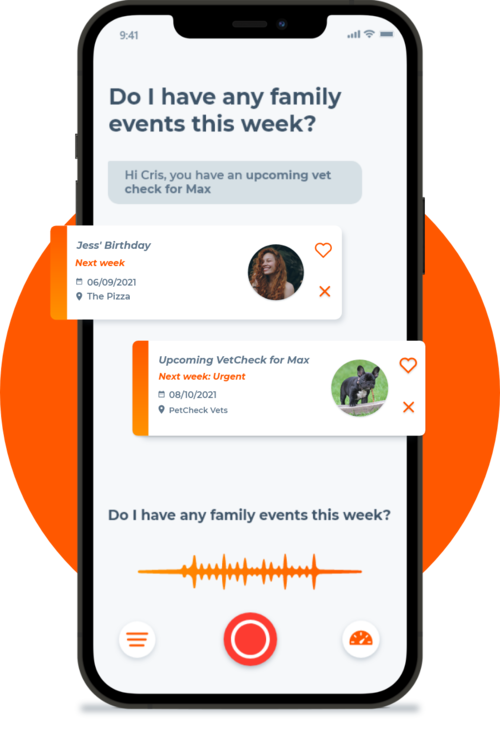 9:41
Do I have any family
events this week?
Hi Cris, you have an upcoming vet
check for Max
Jess' Birthday
Next week
06/09/2021
The Pizza
Upcoming VetCheck for Max
Next week: Urgent
08/10/2021
PetCheck Vets
Do I have any family events this week?